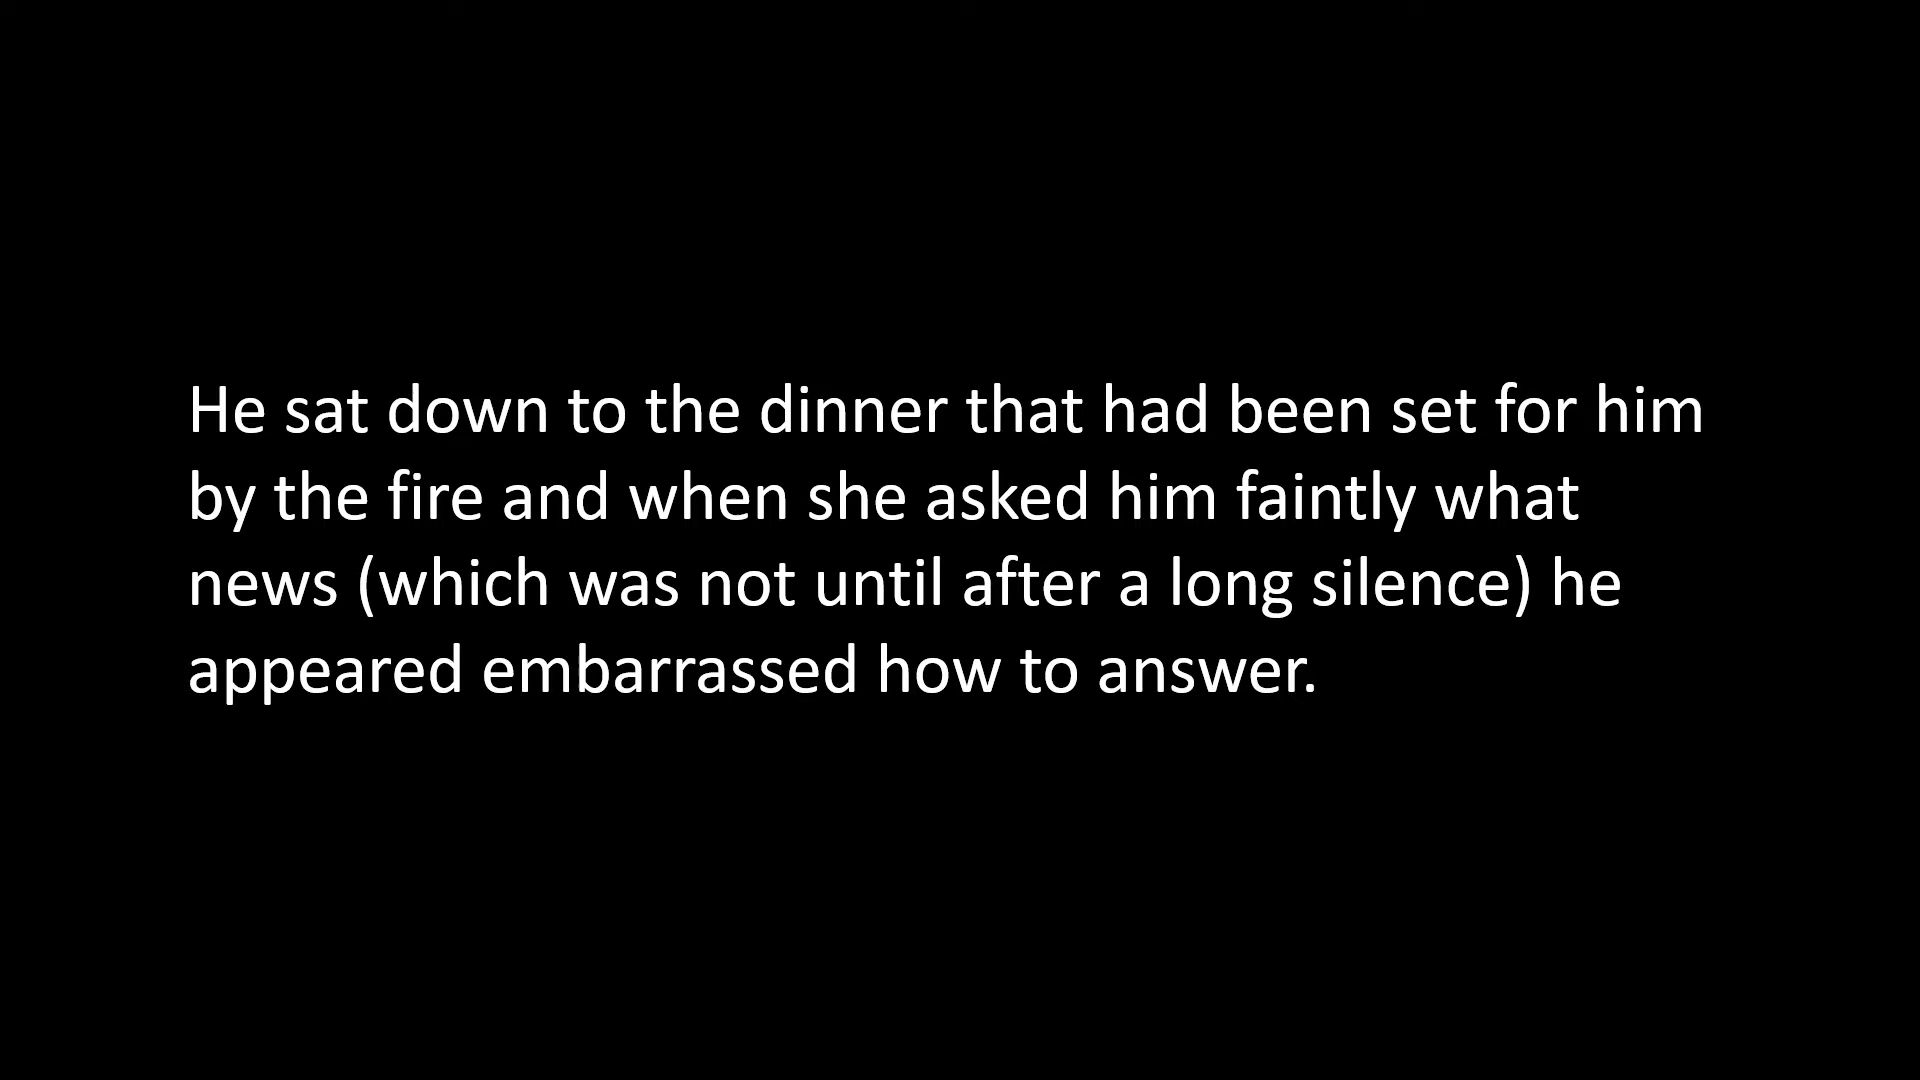 He sat down to the dinner that had been set for him
by the fire and when she asked him faintly what
news (which was not until after a long silence) he
appeared embarrassed how to answer.